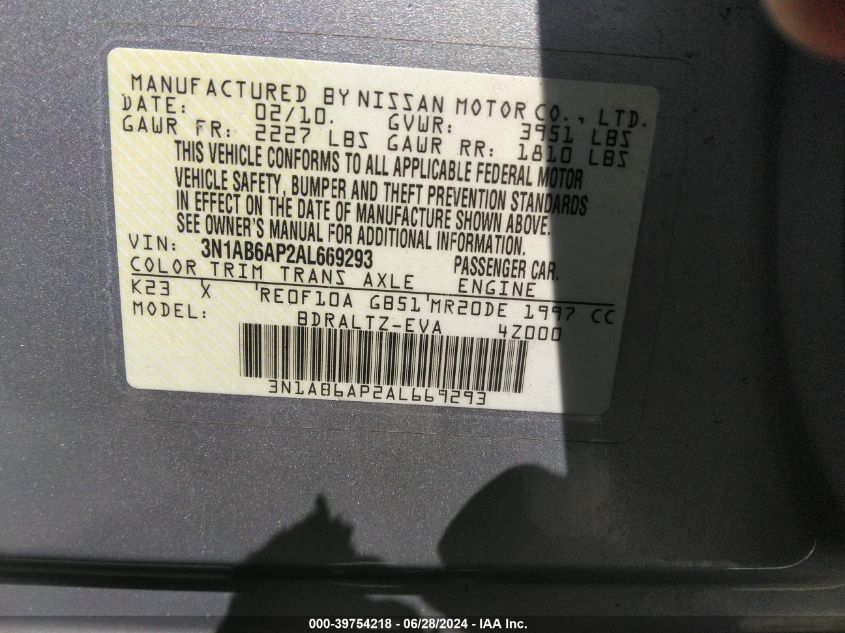 MANUFACTURED BY NISSAN MOTOR CO., LTD.
DATE: 02/10. GVWR: 3951 LBS
GAWR FR: 2227 LBS GAWR RR: 1810 LBS
THIS VEHICLE CONFORMS TO ALL APPLICABLE FEDERAL MOTOR
VEHICLE SAFETY, BUMPER AND THEFT PREVENTION STANDARDS
IN EFFECT ON THE DATE OF MANUFACTURE SHOWN ABOVE.
SEE OWNER'S MANUAL FOR ADDITIONAL INFORMATION.
VIN: 3N1AB6AP2AL669293 PASSENGER CAR.
COLOR TRIM TRANS AXLE ENGINE
K23 X RE0F10A GB51 MR20DE 1997 CC
MODEL: BDRALTZ-EVA 4Z000
3N1AB6AP2AL669293
000-39754218 - 06/28/2024 - IAA Inc.